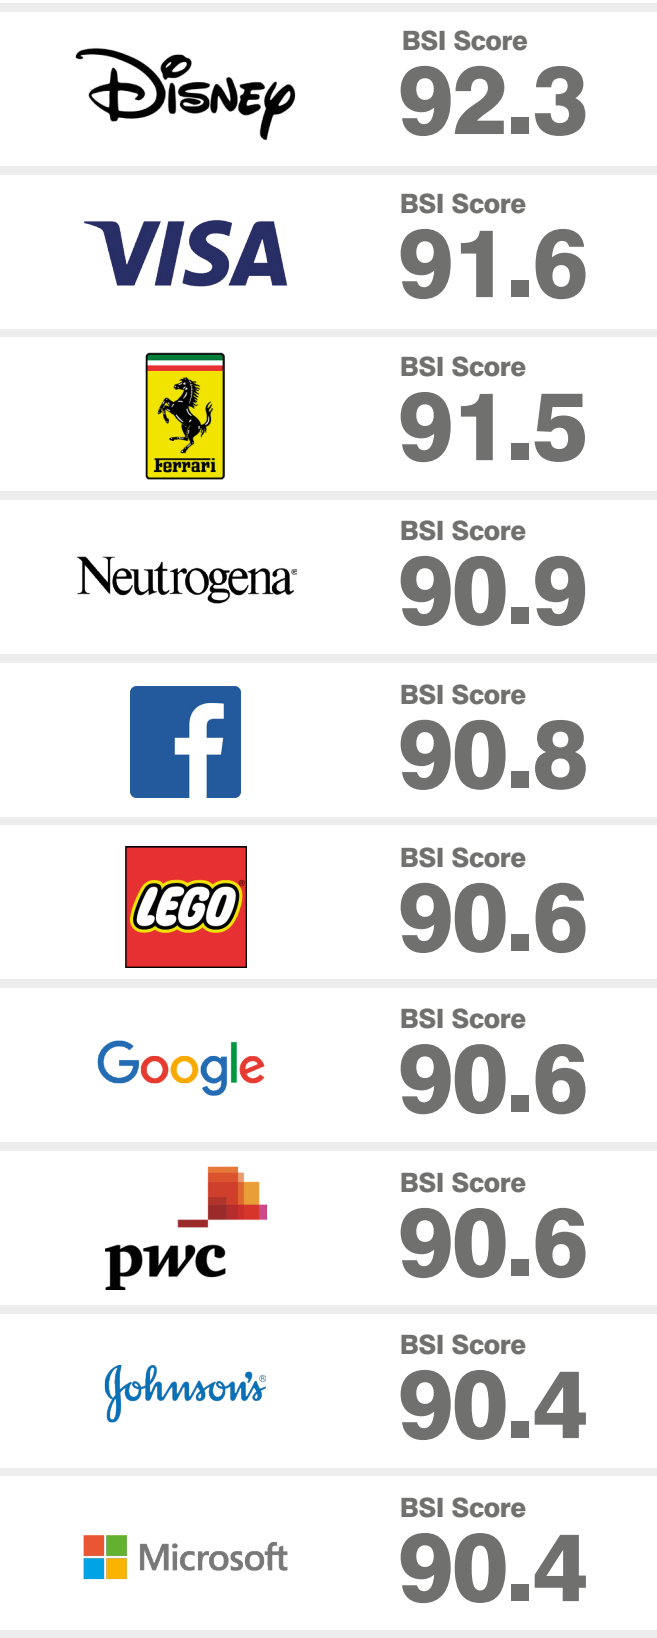 Disney
BSI Score
92.3
VISA
BSI Score
91.6
Ferrari
BSI Score
91.5
Neutrogena®
BSI Score
90.9
f
BSI Score
90.8
LEGO®
BSI Score
90.6
Google
BSI Score
90.6
pwc
BSI Score
90.6
Johnson's®
BSI Score
90.4
Microsoft
BSI Score
90.4